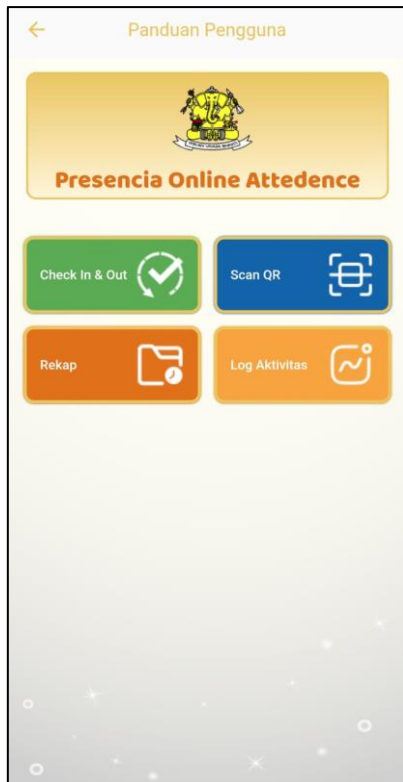 Panduan Pengguna
Presencia Online Attedence
Check In & Out
Scan QR
Rekap
Log Aktivitas